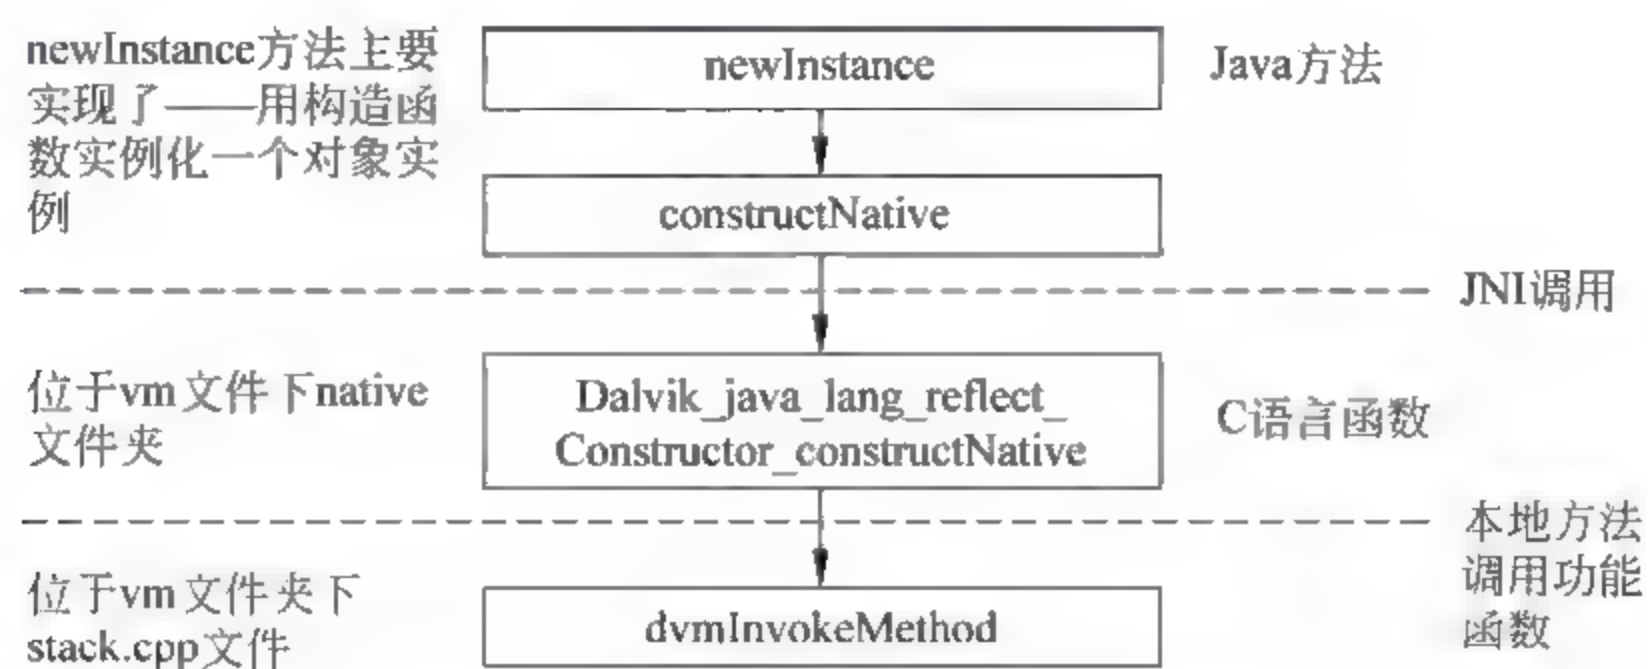 newInstance方法主要
实现了——用构造函
数实例化一个对象实
例
newInstance
Java方法
constructNative
JNI调用
位于vm文件下native
文件夹
Dalvik_java_lang_reflect_
Constructor_constructNative
C语言函数
本地方法
调用功能
函数
位于vm文件夹下
stack.cpp文件
dvmInvokeMethod